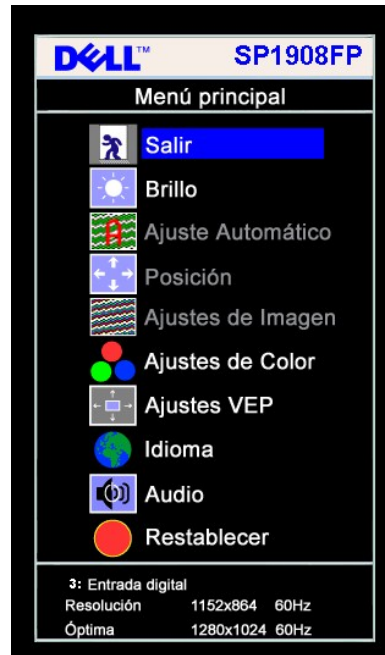 DELL™ SP1908FP
Menú principal
Salir
Brillo
Ajuste Automático
Posición
Ajustes de Imagen
Ajustes de Color
Ajustes VEP
Idioma
Audio
Restablecer
3: Entrada digital
Resolución 1152x864 60Hz
Óptima 1280x1024 60Hz